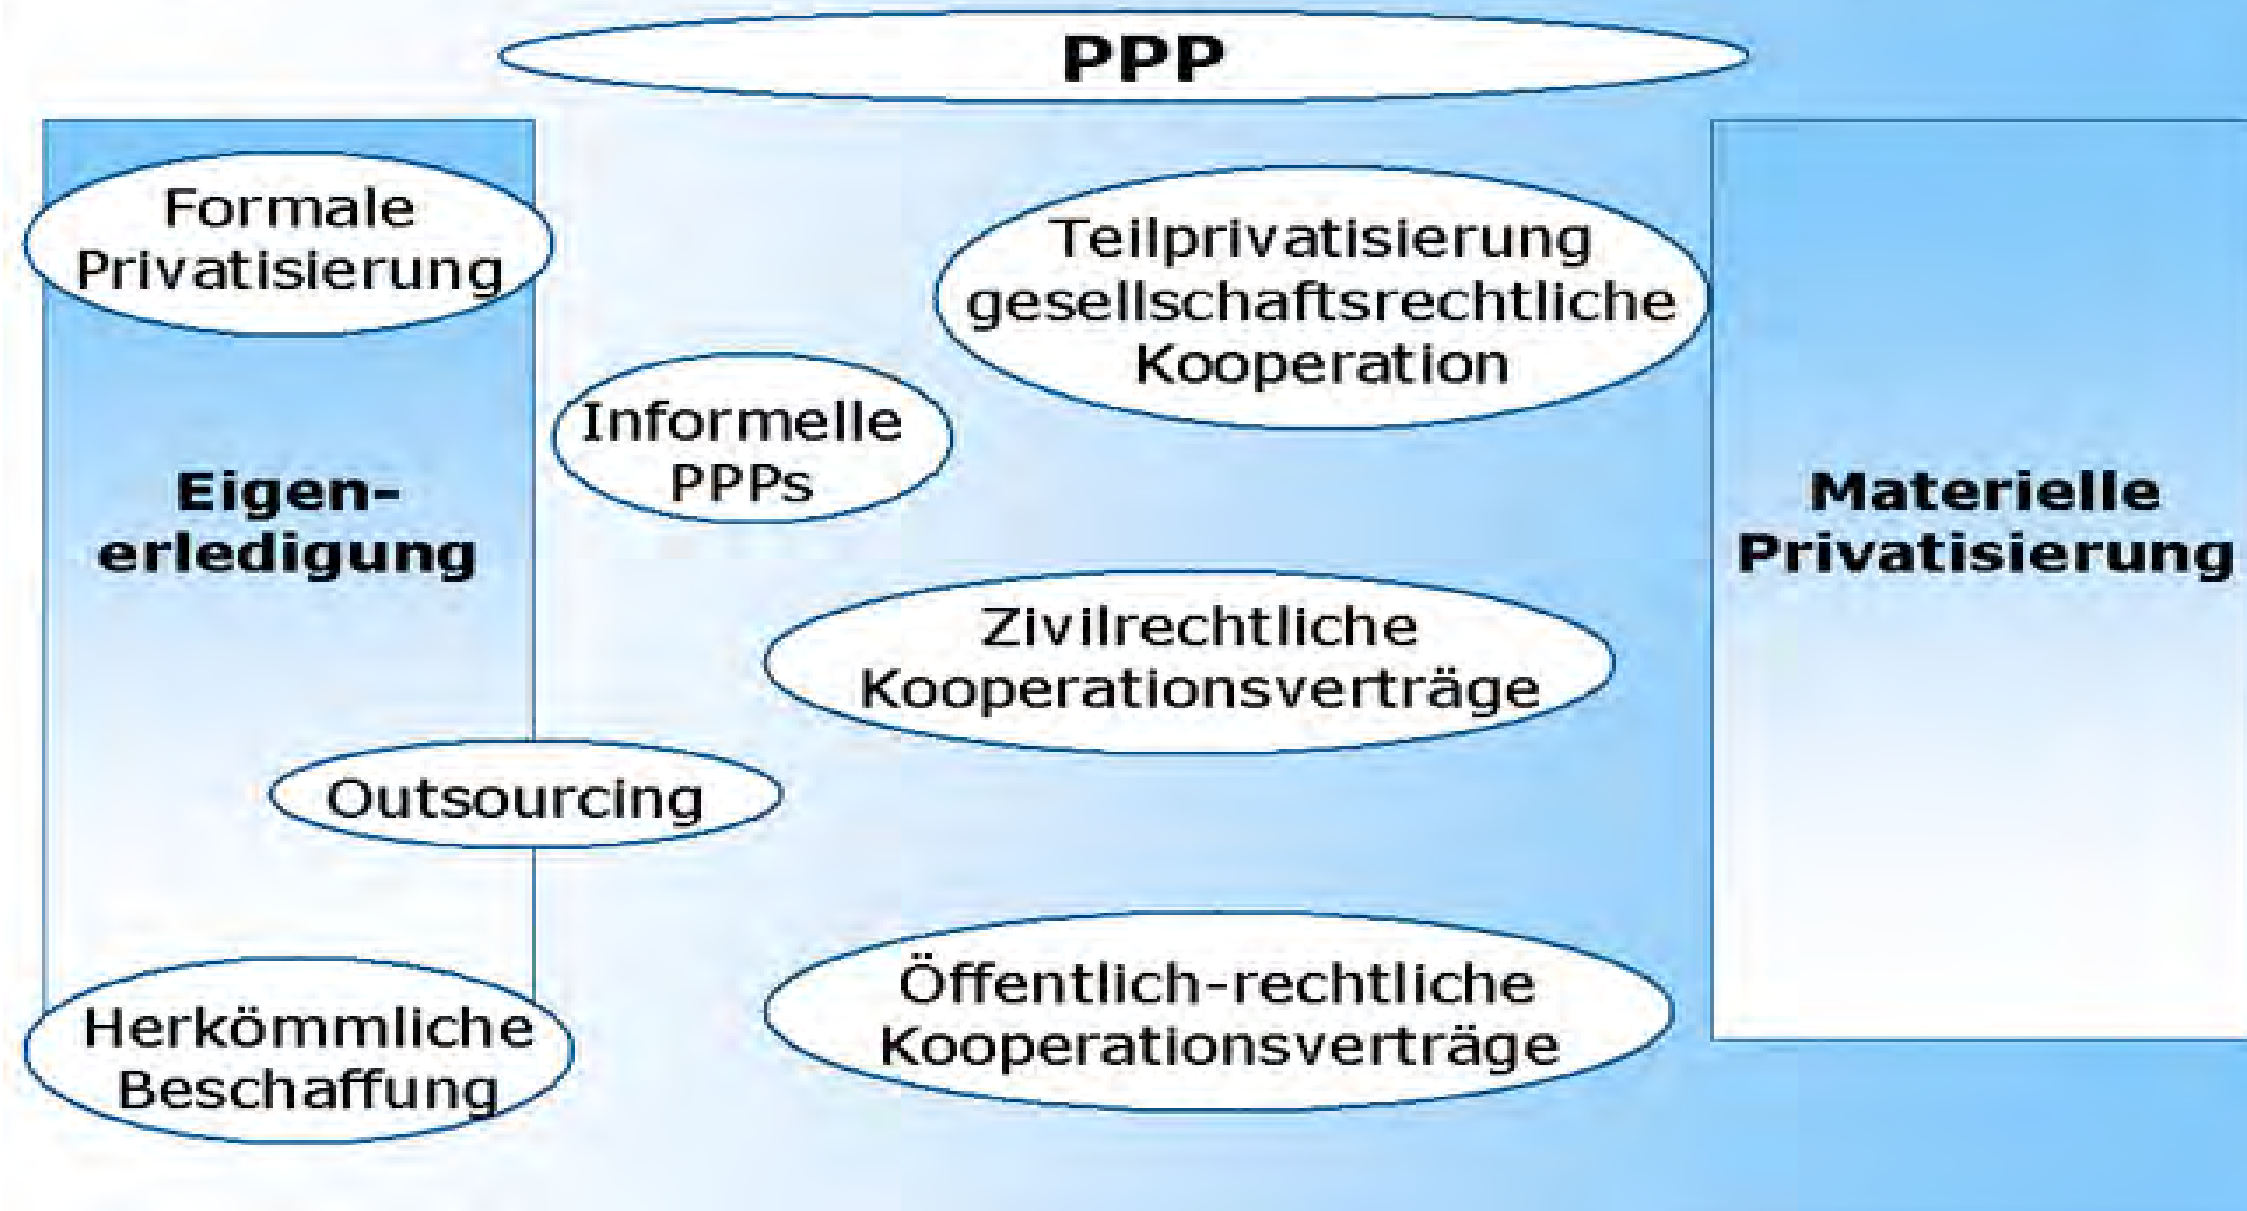 PPP
Formale
Privatisierung
Teilprivatisierung
gesellschaftsrechtliche
Kooperation
Informelle
PPPs
Eigen-
erledigung
Materielle
Privatisierung
Zivilrechtliche
Kooperationsverträge
Outsourcing
Öffentlich-rechtliche
Kooperationsverträge
Herkömmliche
Beschaffung